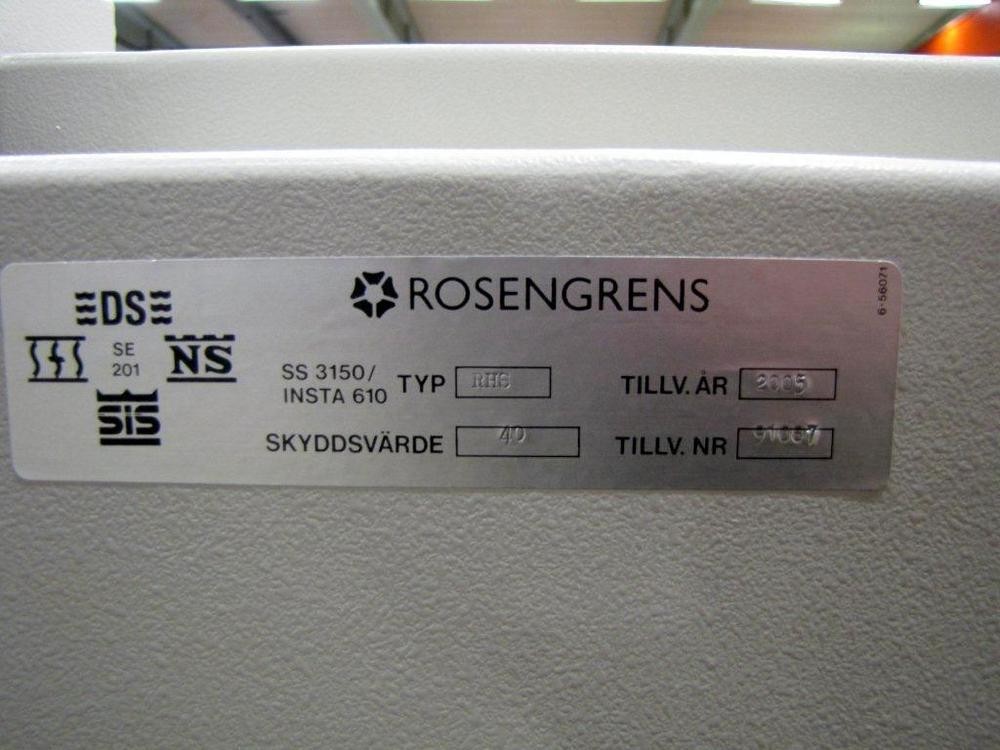 ROSENGRENS
6-56071
DS
SE
201
NS
SIS
SS 3150/
INSTA 610
TYP RHS
TILLV. ÅR 2005
SKYDDSVÄRDE 40
TILLV. NR